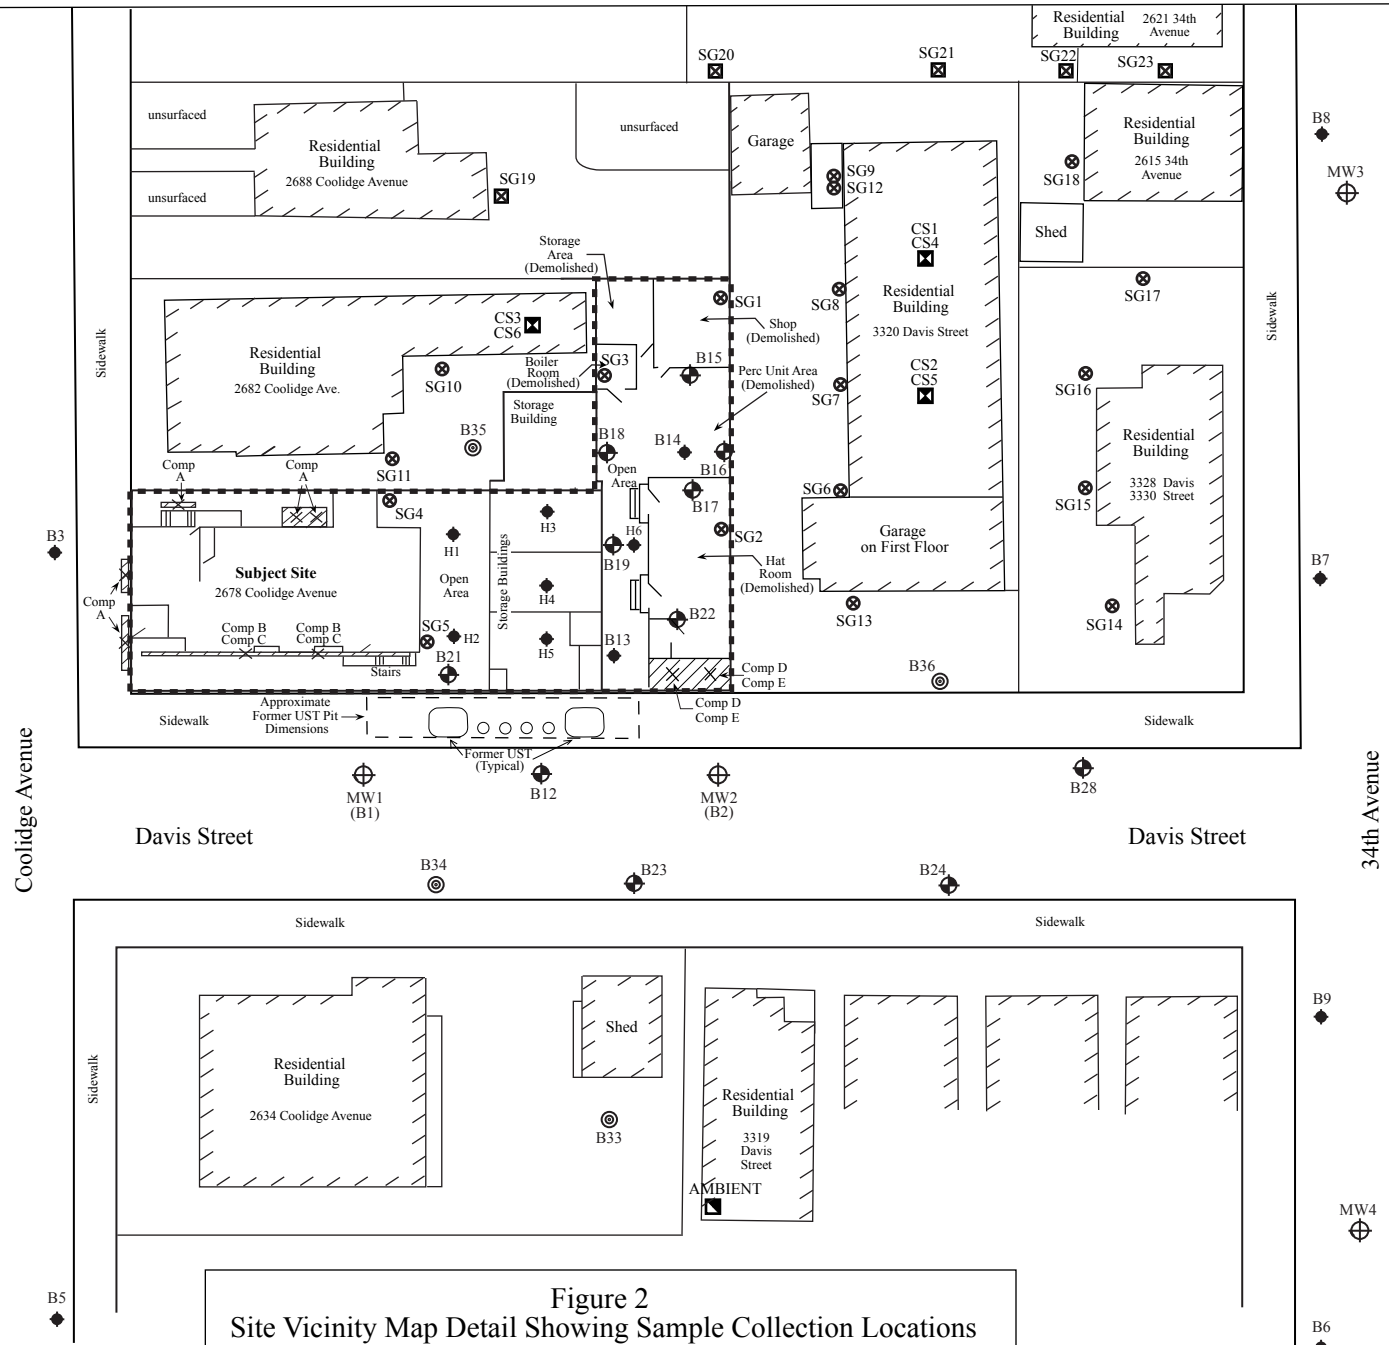 Residential
Building
2621 34th
Avenue
SG20
SG21
SG22
SG23
unsurfaced
Residential
Building
2688 Coolidge Avenue
unsurfaced
unsurfaced
SG19
Garage
SG9
SG12
Residential
Building
2615 34th
Avenue
SG18
B8
MW3
Shed
Storage
Area
(Demolished)
CS1
CS4
SG1
SG8
Residential
Building
3320 Davis Street
SG17
Sidewalk
Sidewalk
CS3
CS6
Shop
(Demolished)
Residential
Building
2682 Coolidge Ave.
SG10
Boiler
Room
(Demolished)
SG3
B15
Perc Unit Area
(Demolished)
CS2
CS5
SG7
SG16
Storage
Building
B35
B18
B14
B16
Residential
Building
3328 Davis
3330 Street
Comp
A
Comp
A
SG11
Open
Area
B17
SG6
SG15
SG4
H3
H6
SG2
Garage
on First Floor
B3
H1
Storage Buildings
B19
Hat
Room
(Demolished)
B7
Subject Site
2678 Coolidge Avenue
Open
Area
H4
Comp
A
B22
SG13
SG14
Comp B
Comp C
Comp B
Comp C
SG5
H2
H5
B13
Stairs
B21
Comp D
Comp E
B36
Comp D
Comp E
Sidewalk
Approximate
Former UST Pit
Dimensions
Sidewalk
Former UST
(Typical)
Coolidge Avenue
34th Avenue
MW1
(B1)
B12
MW2
(B2)
B28
Davis Street
Davis Street
B34
B23
B24
Sidewalk
Sidewalk
Sidewalk
Shed
B9
Residential
Building
2634 Coolidge Avenue
B33
Residential
Building
3319
Davis
Street
AMBIENT
MW4
B5
B6
Figure 2
Site Vicinity Map Detail Showing Sample Collection Locations